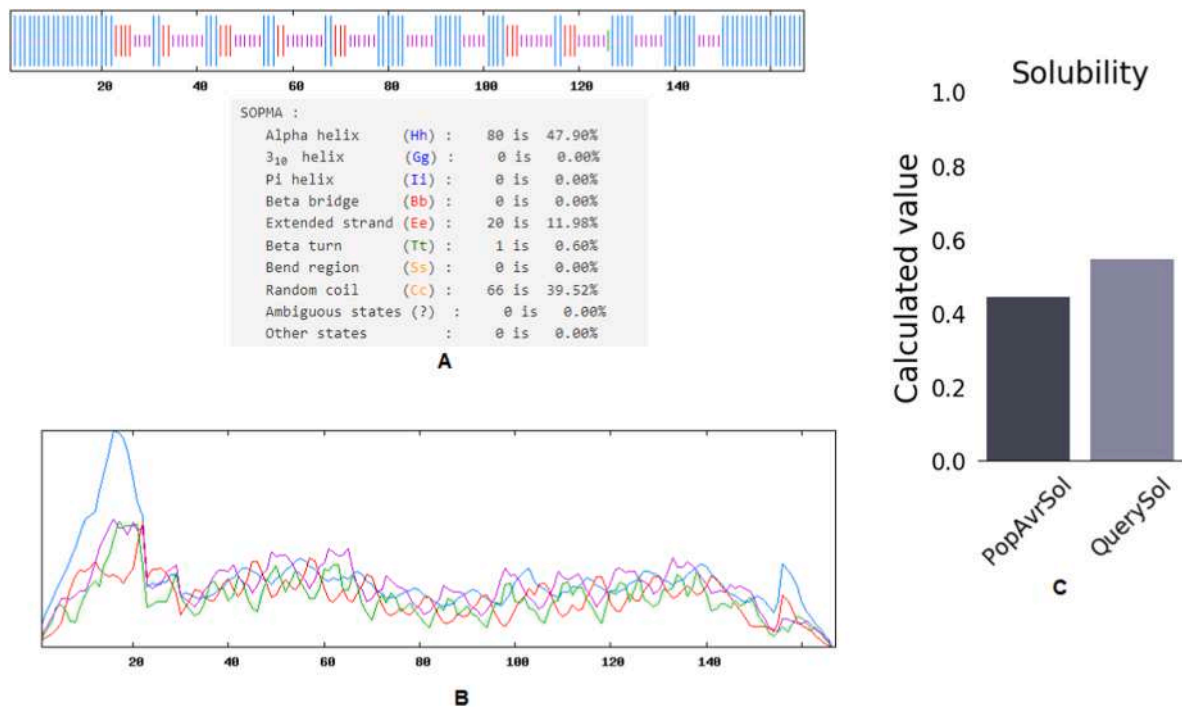 20 40 60 80 100 120 140
SOPMA :
Alpha helix (Hh) : 80 is 47.90%
3₁₀ helix (Gg) : 0 is 0.00%
Pi helix (Ii) : 0 is 0.00%
Beta bridge (Bb) : 0 is 0.00%
Extended strand (Ee) : 20 is 11.98%
Beta turn (Tt) : 1 is 0.60%
Bend region (Ss) : 0 is 0.00%
Random coil (Cc) : 66 is 39.52%
Ambiguous states (?) : 0 is 0.00%
Other states : 0 is 0.00%
A
20 40 60 80 100 120 140
B
Solubility
Calculated value
1.0
0.8
0.6
0.4
0.2
0.0
PopAvrSol
QuerySol
C